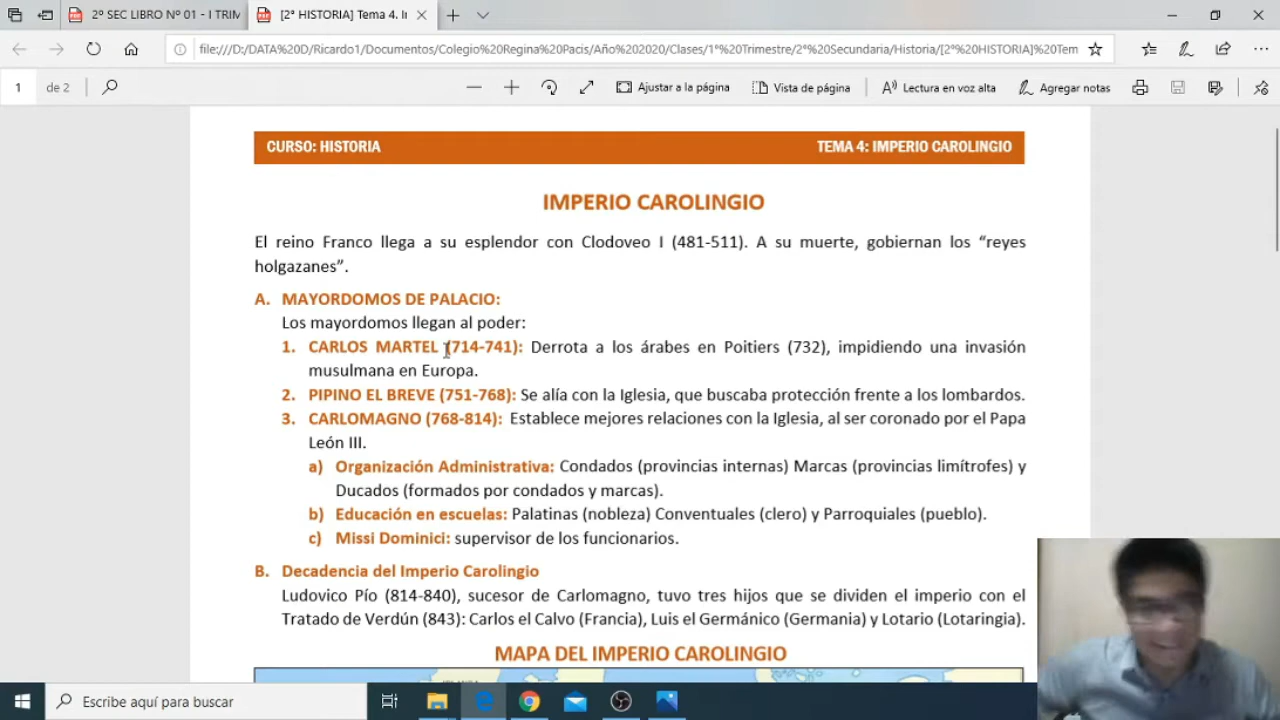 2º SEC LIBRO Nº 01 - I TRIM
[2° HISTORIA] Tema 4. I
file:///D:/DATA%20D/Ricardo1/Documentos/Colegio%20Regina%20Pacis/Año%202020/Clases/1°%20Trimestre/2°%20Secundaria/Historia/[2°%20HISTORIA]%20Tem
1 de 2
Ajustar a la página
Vista de página
Lectura en voz alta
Agregar notas
CURSO: HISTORIA
TEMA 4: IMPERIO CAROLINGIO
IMPERIO CAROLINGIO
El reino Franco llega a su esplendor con Clodoveo I (481-511). A su muerte, gobiernan los “reyes
holgazanes”.
A. MAYORDOMOS DE PALACIO:
Los mayordomos llegan al poder:
1. CARLOS MARTEL (714-741): Derrota a los árabes en Poitiers (732), impidiendo una invasión
musulmana en Europa.
2. PIPINO EL BREVE (751-768): Se alía con la Iglesia, que buscaba protección frente a los lombardos.
3. CARLOMAGNO (768-814): Establece mejores relaciones con la Iglesia, al ser coronado por el Papa
León III.
a) Organización Administrativa: Condados (provincias internas) Marcas (provincias limítrofes) y
Ducados (formados por condados y marcas).
b) Educación en escuelas: Palatinas (nobleza) Conventuales (clero) y Parroquiales (pueblo).
c) Missi Dominici: supervisor de los funcionarios.
B. Decadencia del Imperio Carolingio
Ludovico Pío (814-840), sucesor de Carlomagno, tuvo tres hijos que se dividen el imperio con el
Tratado de Verdún (843): Carlos el Calvo (Francia), Luis el Germánico (Germania) y Lotario (Lotaringia).
MAPA DEL IMPERIO CAROLINGIO
Escribe aquí para buscar